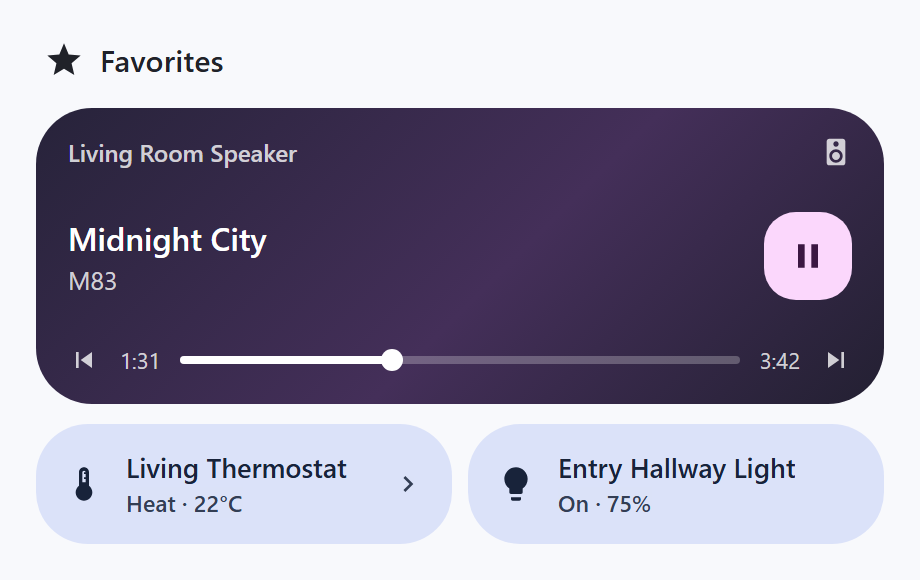 Favorites
Living Room Speaker
Midnight City
M83
1:31
3:42
Living Thermostat
Heat · 22°C
Entry Hallway Light
On · 75%